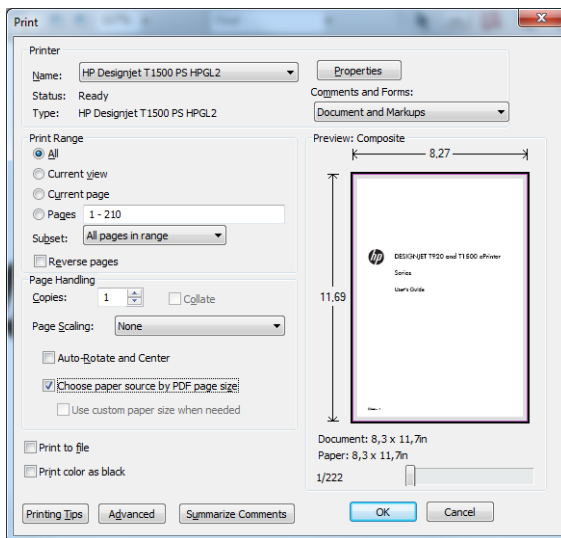 Print
Printer
Name: HP Designjet T1500 PS HPGL2
Properties
Status: Ready
Comments and Forms:
Type: HP Designjet T1500 PS HPGL2
Document and Markups
Print Range
All
Current view
Current page
Pages 1 - 210
Subset: All pages in range
Reverse pages
Page Handling
Copies: 1 Collate
Page Scaling: None
Auto-Rotate and Center
Choose paper source by PDF page size
Use custom paper size when needed
Print to file
Print color as black
Preview: Composite
8,27
11,69
hp
DESIGNJET T920 and T1500 ePrinter
Series
User's Guide
Document: 8,3 x 11,7in
Paper: 8,3 x 11,7in
1/222
Printing Tips
Advanced
Summarize Comments
OK
Cancel